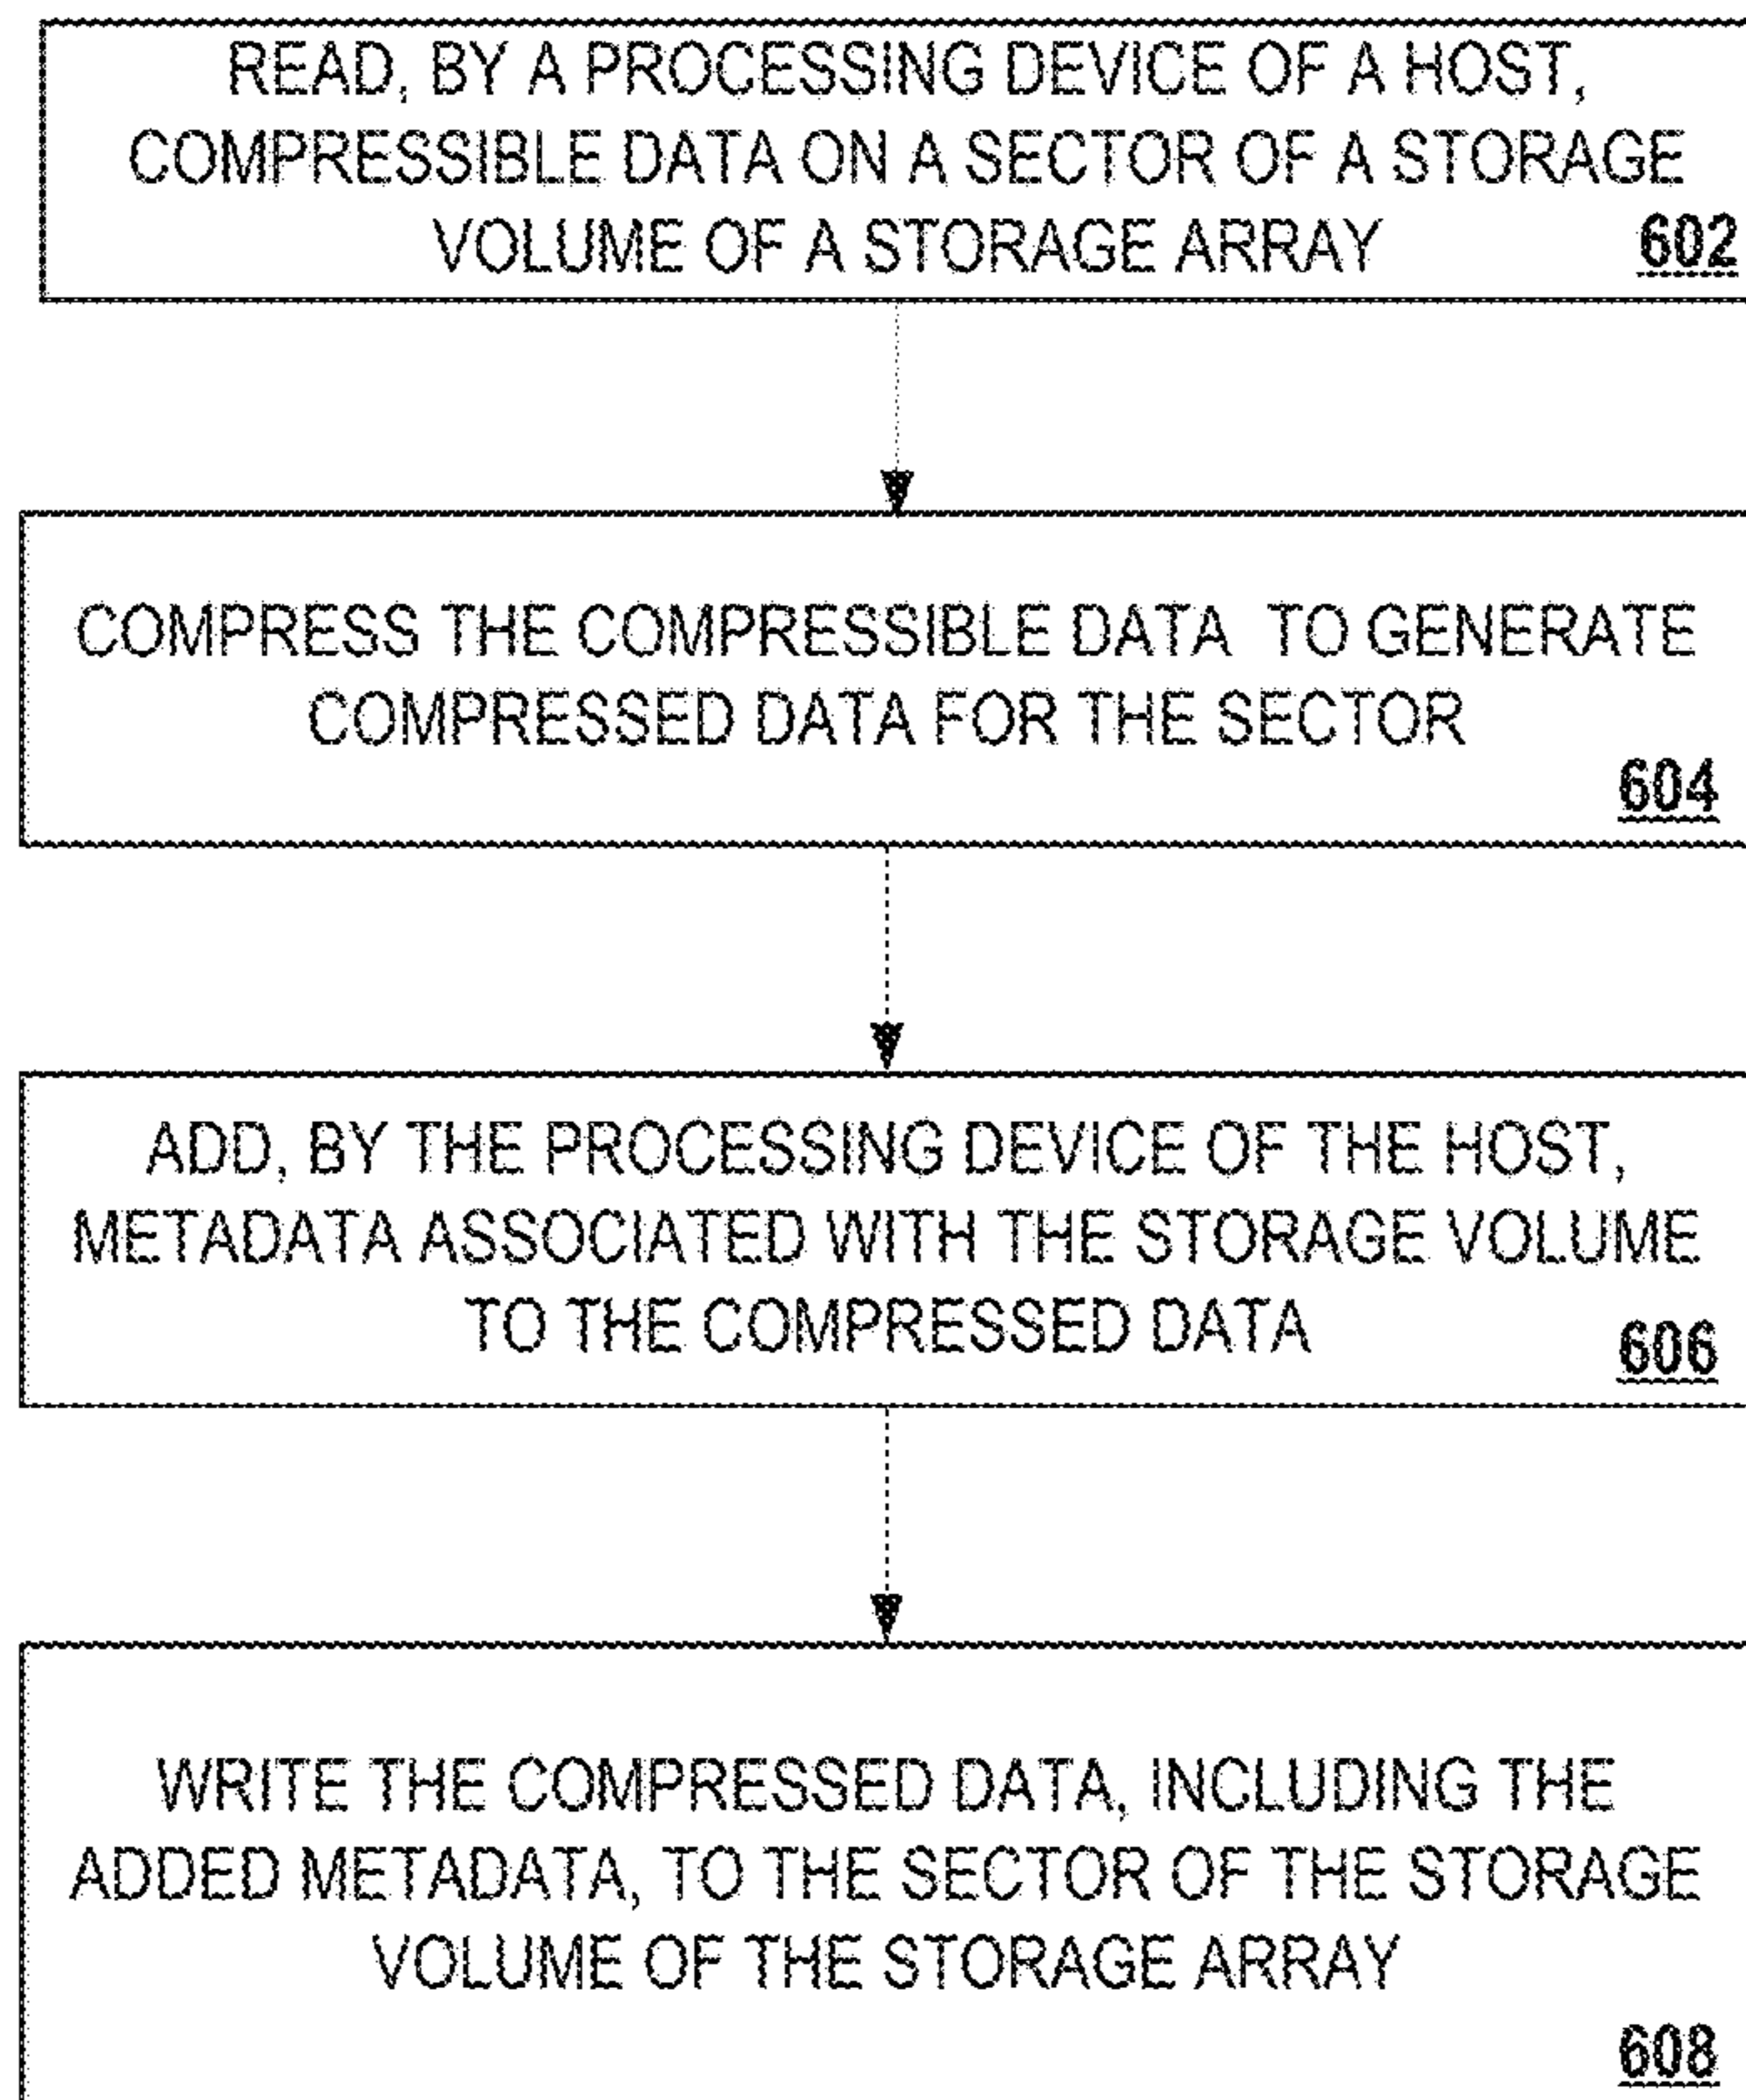 READ, BY A PROCESSING DEVICE OF A HOST,
COMPRESSIBLE DATA ON A SECTOR OF A STORAGE
VOLUME OF A STORAGE ARRAY 602
COMPRESS THE COMPRESSIBLE DATA TO GENERATE
COMPRESSED DATA FOR THE SECTOR
604
ADD, BY THE PROCESSING DEVICE OF THE HOST,
METADATA ASSOCIATED WITH THE STORAGE VOLUME
TO THE COMPRESSED DATA 606
WRITE THE COMPRESSED DATA, INCLUDING THE
ADDED METADATA, TO THE SECTOR OF THE STORAGE
VOLUME OF THE STORAGE ARRAY
608